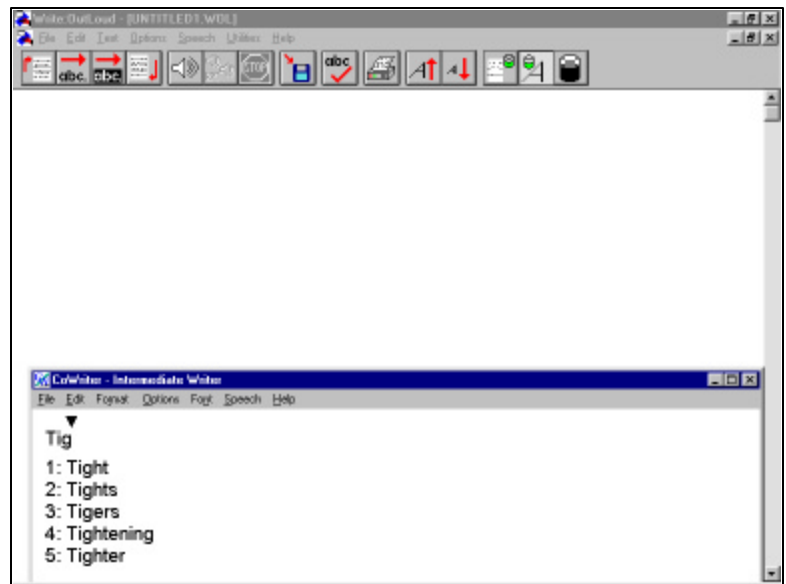 Write:OutLoud - [UNTITLED1.WOL]
File Edit Text Options Speech Utilities Help
abc. abc. STOP abc A A A
CoWriter - Intermediate Writer
File Edit Format Options Font Speech Help
Tig
1: Tight
2: Tights
3: Tigers
4: Tightening
5: Tighter